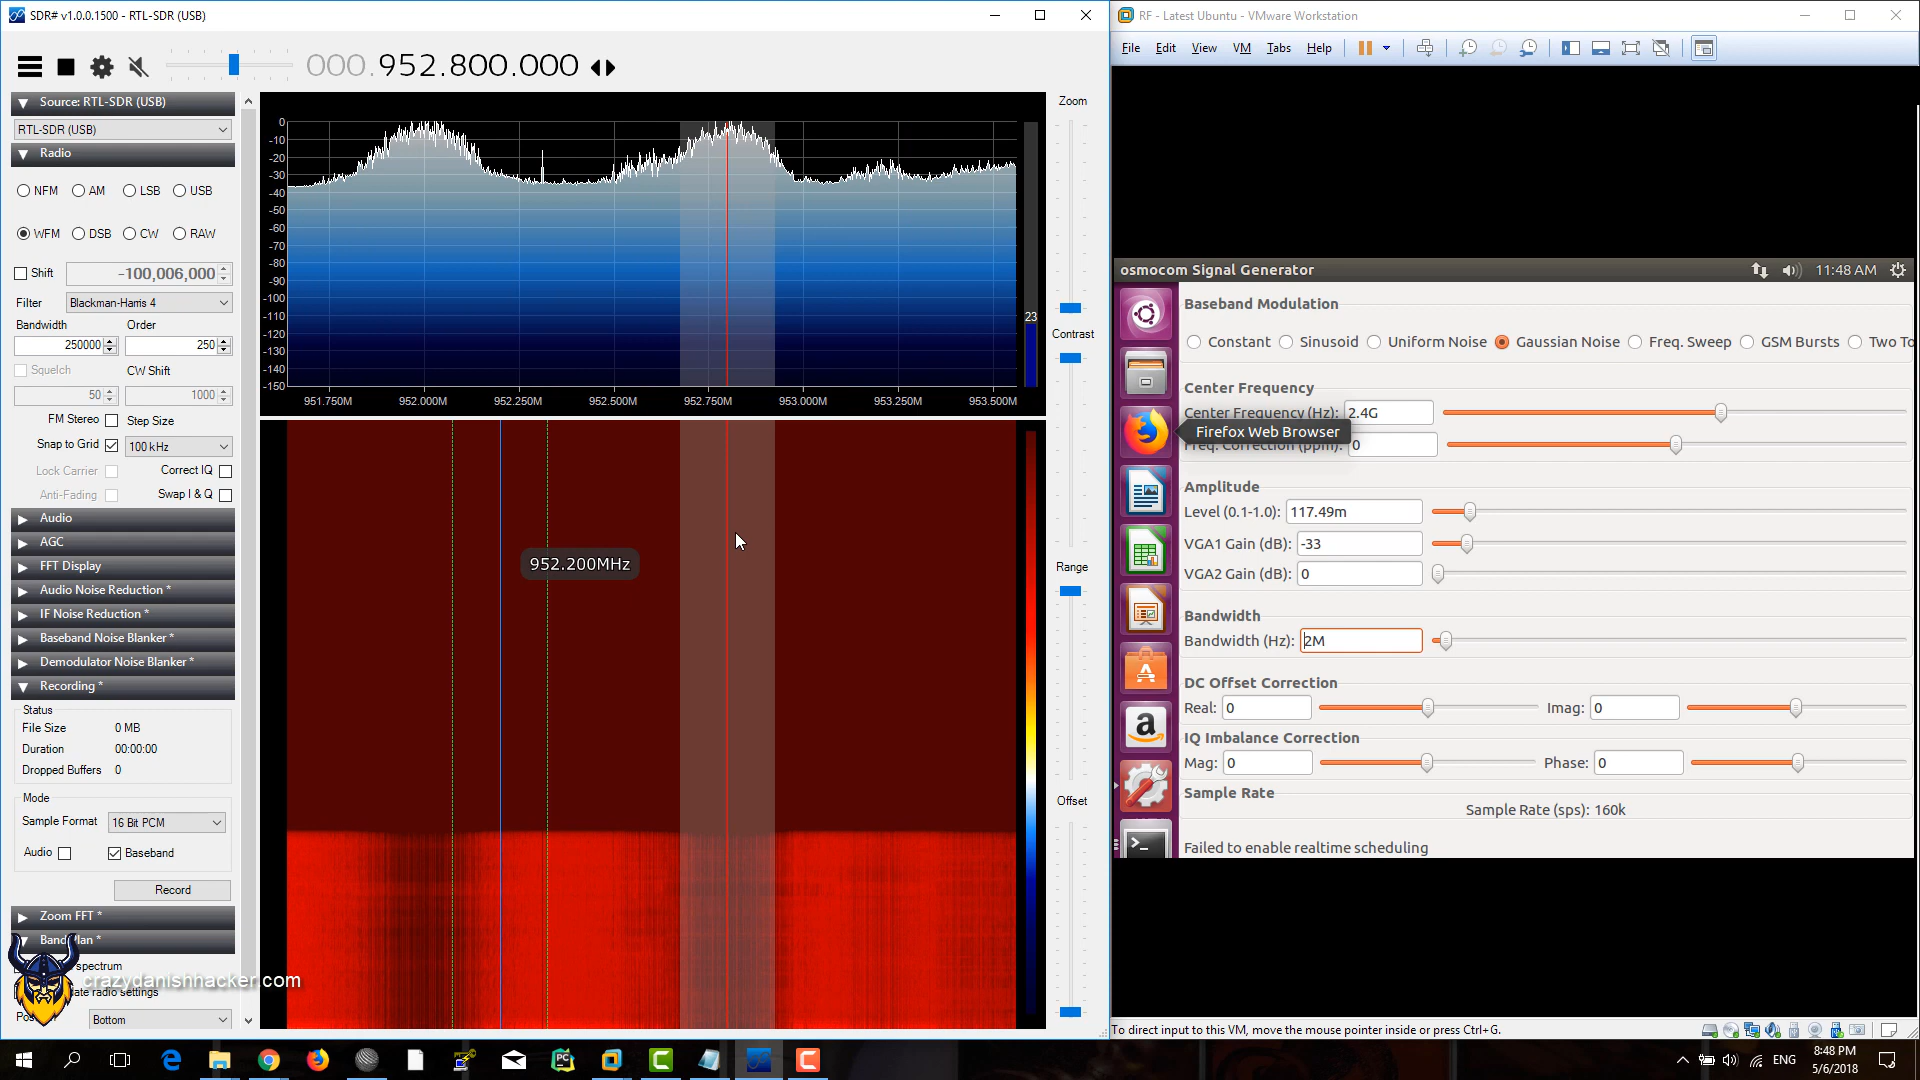 SDR# v1.0.0.1500 - RTL-SDR (USB)
000.952.800.000
Source: RTL-SDR (USB)
RTL-SDR (USB)
Radio
NFM AM LSB USB
WFM DSB CW RAW
Shift -100,006,000
Filter Blackman-Harris 4
Bandwidth Order
250000 250
Squelch CW Shift
50 1000
FM Stereo Step Size
Snap to Grid 100 kHz
Lock Carrier Correct IQ
Anti-Fading Swap I & Q
Audio
AGC
FFT Display
Audio Noise Reduction *
IF Noise Reduction *
Baseband Noise Blanker *
Demodulator Noise Blanker *
Recording *
Status
File Size 0 MB
Duration 00:00:00
Dropped Buffers 0
Mode
Sample Format 16 Bit PCM
Audio Baseband
Record
Zoom FFT *
spectrum
crazydanishhacker.com
radio settings
Bottom
0
-10
-20
-30
-40
-50
-60
-70
-80
-90
-100
-110
-120
-130
-140
-150
951.750M 952.000M 952.250M 952.500M 952.750M 953.000M 953.250M 953.500M
23
952.200MHz
Zoom
Contrast
Range
Offset
RF - Latest Ubuntu - VMware Workstation
File Edit View VM Tabs Help
osmocom Signal Generator 11:48 AM
Baseband Modulation
Constant Sinusoid Uniform Noise Gaussian Noise Freq. Sweep GSM Bursts Two To
Center Frequency
Center Frequency (Hz): 2.4G
Firefox Web Browser
Freq. Correction (ppm): 0
Amplitude
Level (0.1-1.0): 117.49m
VGA1 Gain (dB): -33
VGA2 Gain (dB): 0
Bandwidth
Bandwidth (Hz): 2M
DC Offset Correction
Real: 0 Imag: 0
IQ Imbalance Correction
Mag: 0 Phase: 0
Sample Rate
Sample Rate (sps): 160k
Failed to enable realtime scheduling
To direct input to this VM, move the mouse pointer inside or press Ctrl+G.
ENG
8:48 PM
5/6/2018